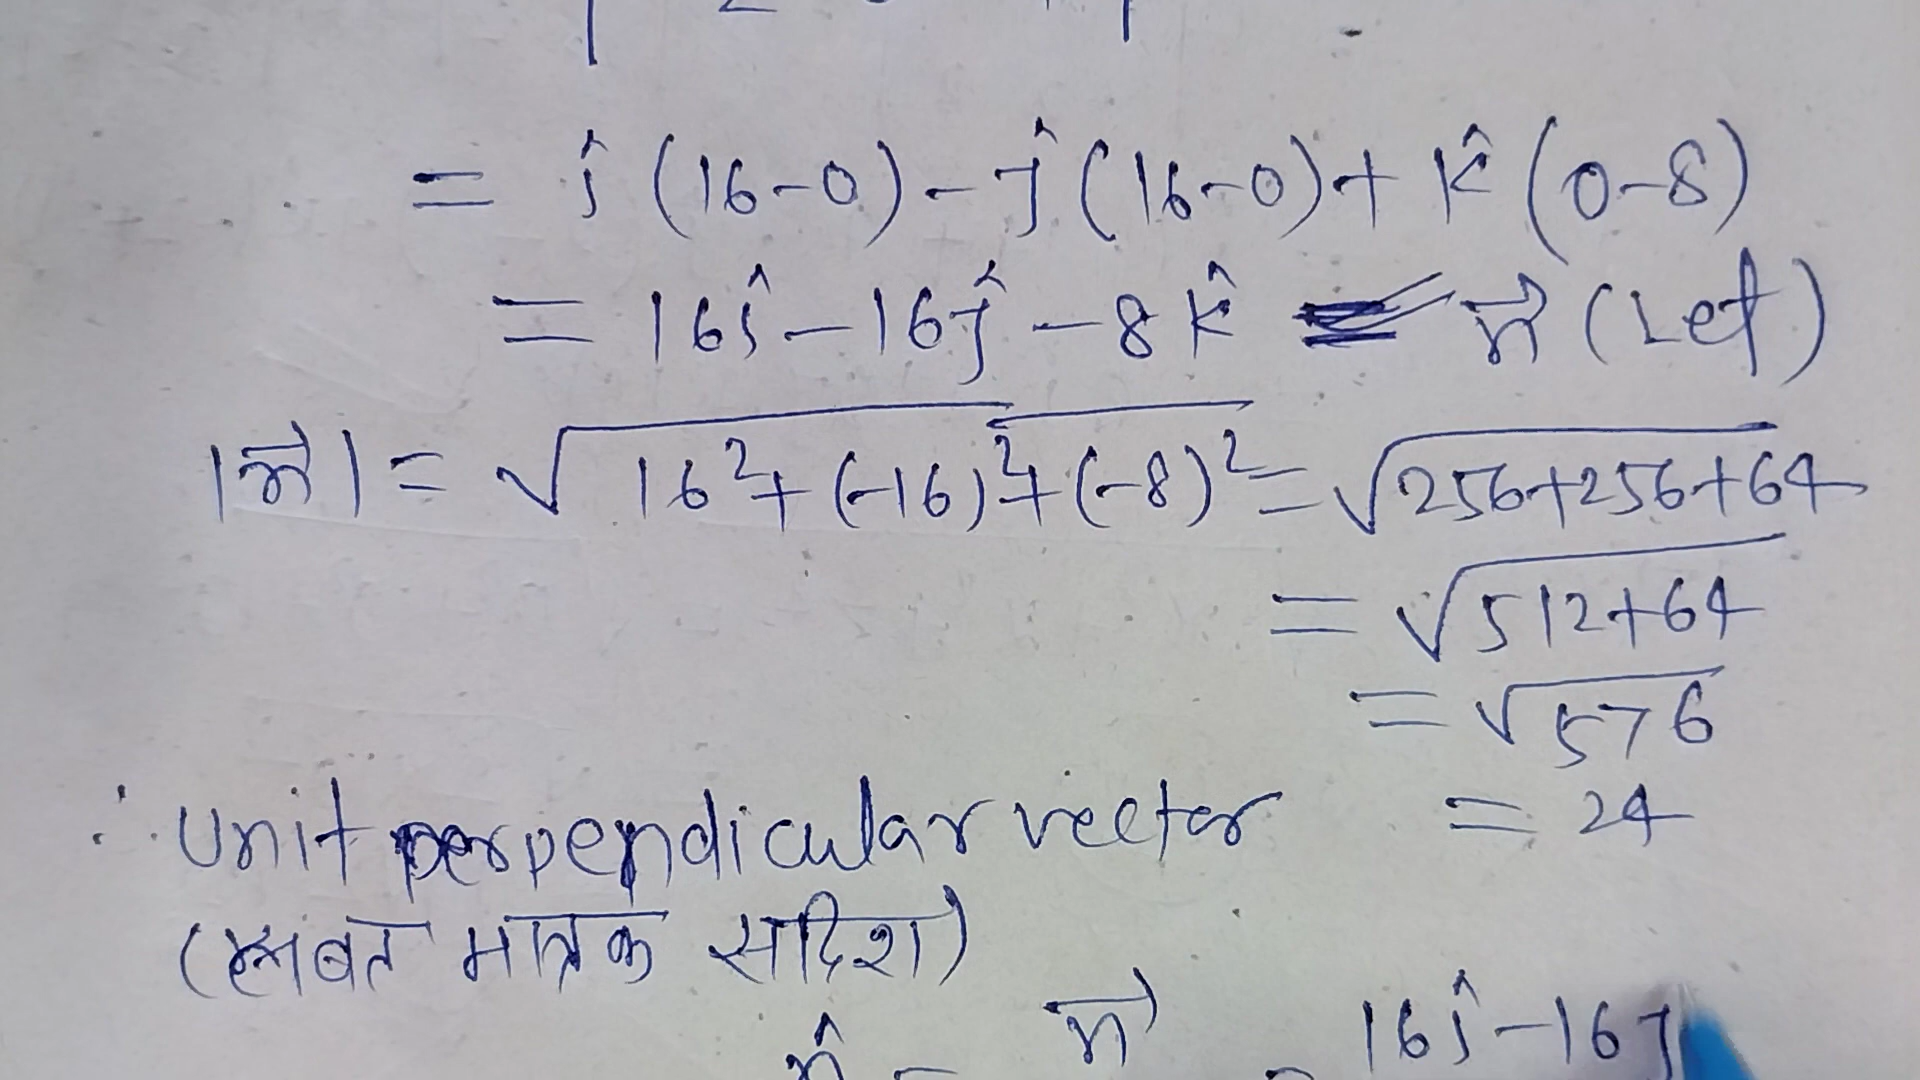 = î (16-0) - ĵ (16-0) + k̂ (0-8)
= 16î - 16ĵ - 8k̂ = n⃗ (Let)
|n⃗| = √16² + (-16)² + (-8)² = √256+256+64
= √512+64
= √576
∴ Unit perpendicular vector = 24
(लम्बवत मात्रक सदिश)
n̂ = n⃗ = 16î - 16j